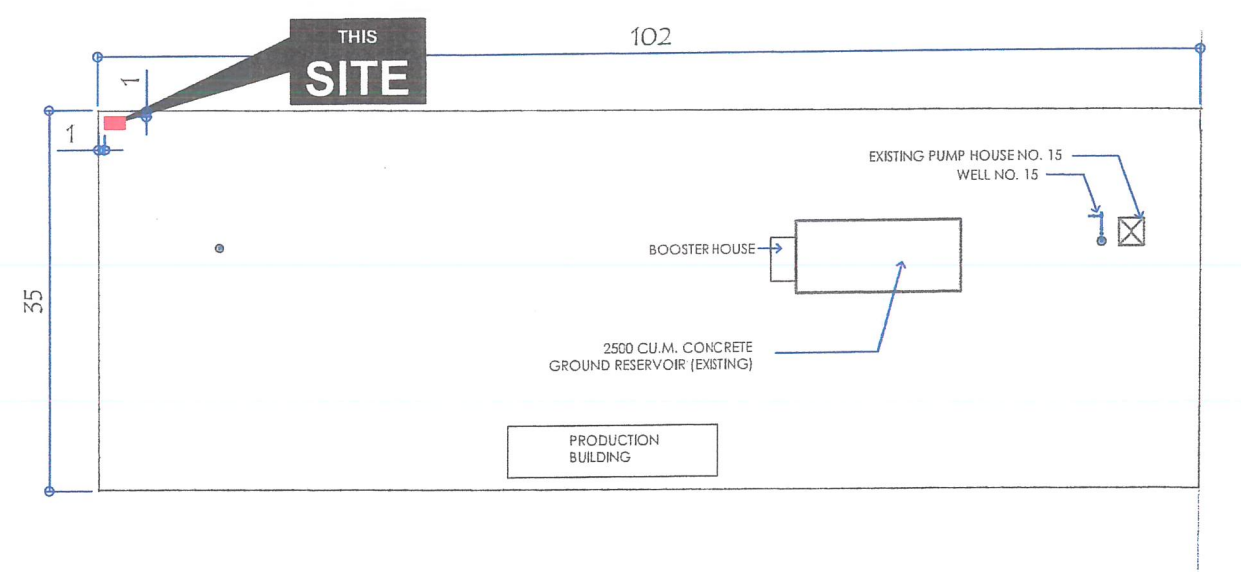 THIS
SITE
102
1
1
35
EXISTING PUMP HOUSE NO. 15
WELL NO. 15
BOOSTER HOUSE
2500 CU.M. CONCRETE
GROUND RESERVOIR (EXISTING)
PRODUCTION
BUILDING